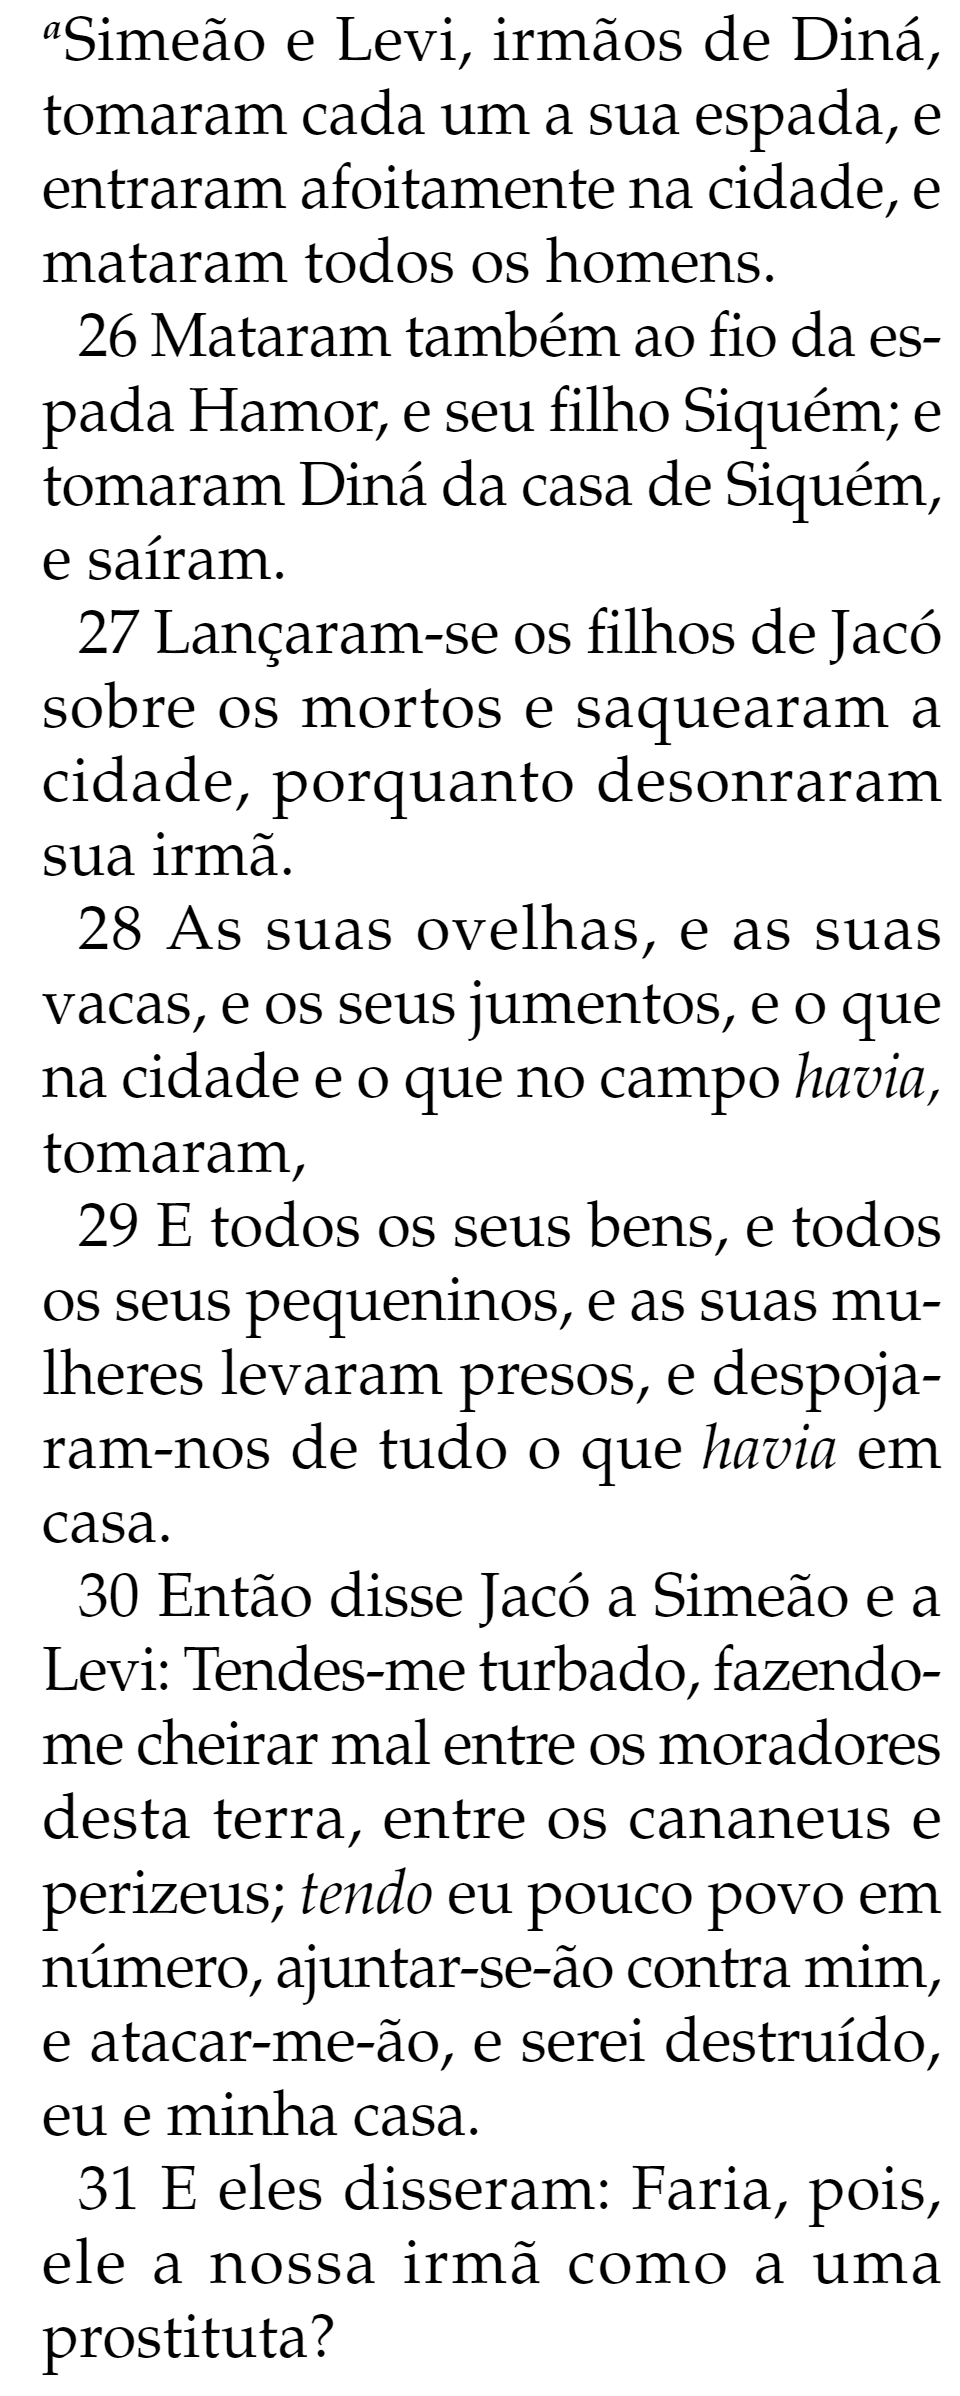 aSimeão e Levi, irmãos de Diná,
tomaram cada um a sua espada, e
entraram afoitamente na cidade, e
mataram todos os homens.
26 Mataram também ao fio da es-
pada Hamor, e seu filho Siquém; e
tomaram Diná da casa de Siquém,
e saíram.
27 Lançaram-se os filhos de Jacó
sobre os mortos e saquearam a
cidade, porquanto desonraram
sua irmã.
28 As suas ovelhas, e as suas
vacas, e os seus jumentos, e o que
na cidade e o que no campo havia,
tomaram,
29 E todos os seus bens, e todos
os seus pequeninos, e as suas mu-
lheres levaram presos, e despoja-
ram-nos de tudo o que havia em
casa.
30 Então disse Jacó a Simeão e a
Levi: Tendes-me turbado, fazendo-
me cheirar mal entre os moradores
desta terra, entre os cananeus e
perizeus; tendo eu pouco povo em
número, ajuntar-se-ão contra mim,
e atacar-me-ão, e serei destruído,
eu e minha casa.
31 E eles disseram: Faria, pois,
ele a nossa irmã como a uma
prostituta?